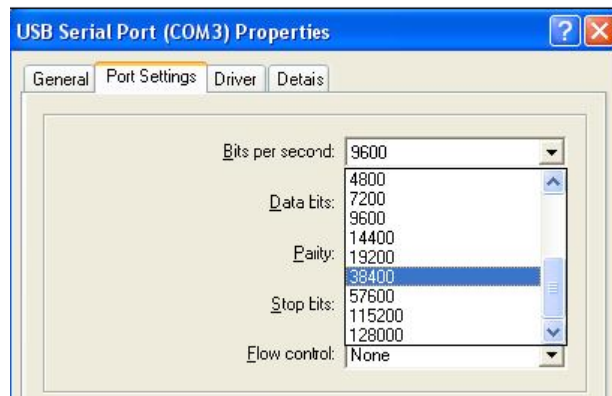 USB Serial Port (COM3) Properties
General Port Settings Driver Detais
Bits per second: 9600
4800
Data bits: 7200
9600
14400
Parity: 19200
38400
Stop bits: 57600
115200
128000
Flow control: None